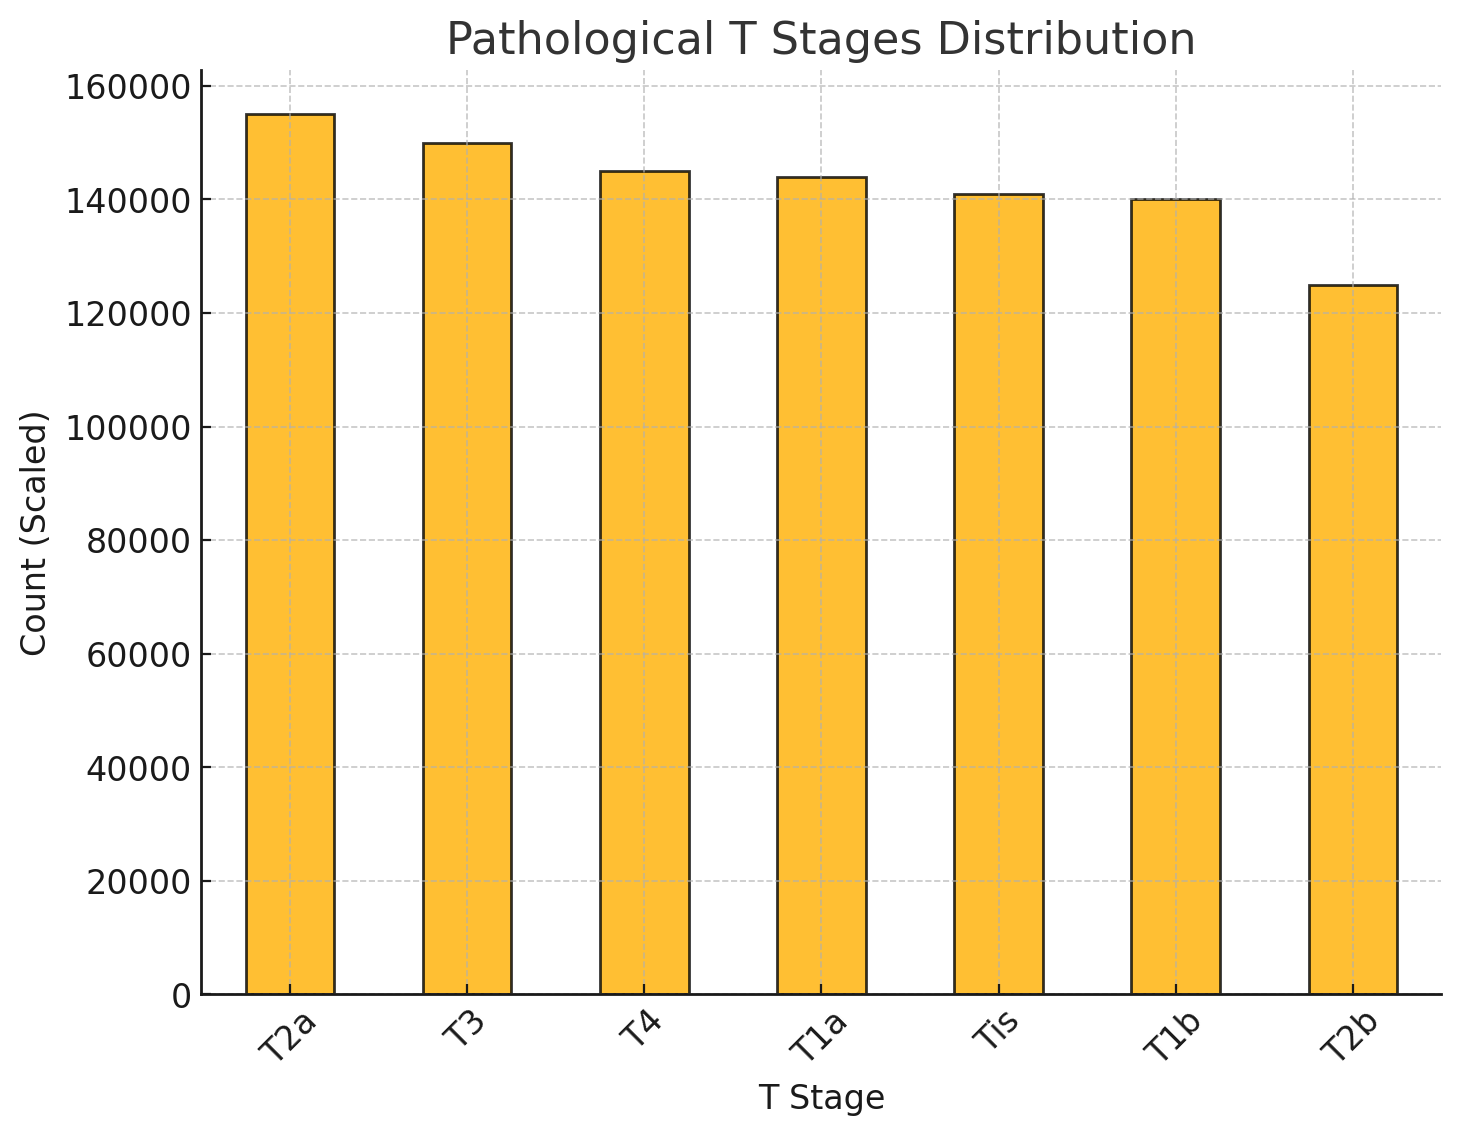 Pathological T Stages Distribution
Count (Scaled)
160000
140000
120000
100000
80000
60000
40000
20000
0
T2a
T3
T4
T1a
Tis
T1b
T2b
T Stage